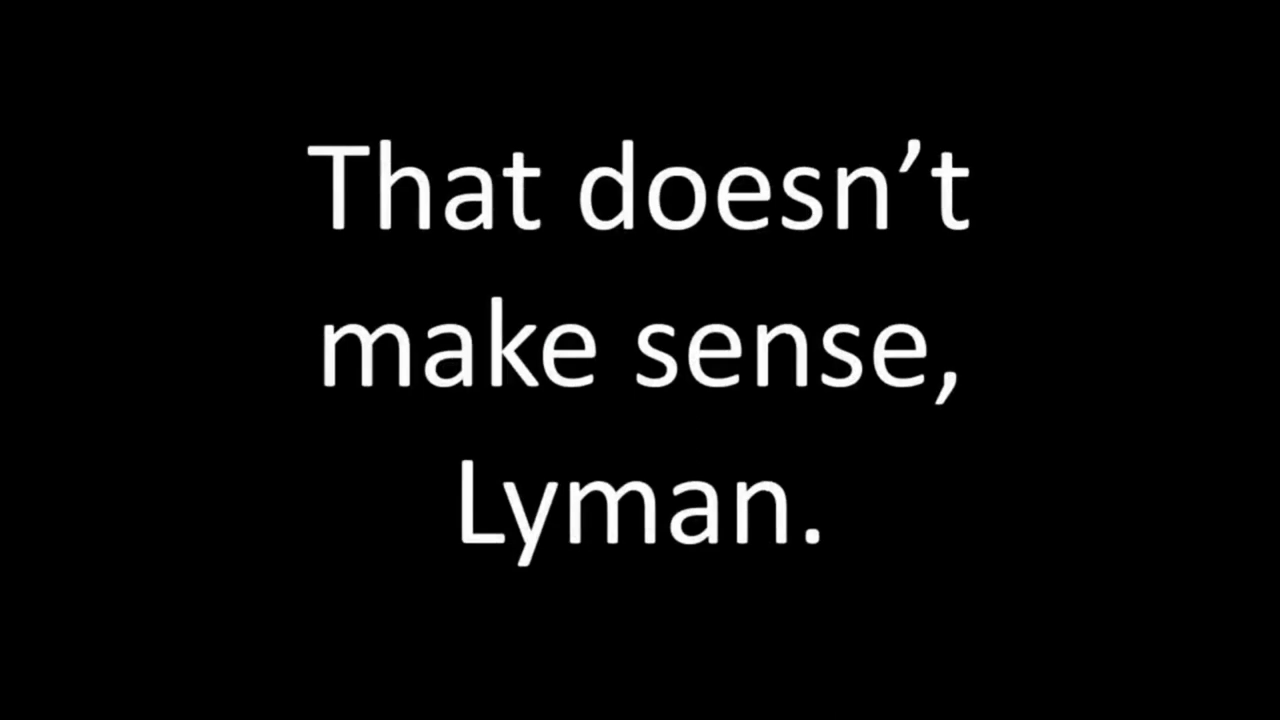 That doesn’t
make sense,
Lyman.